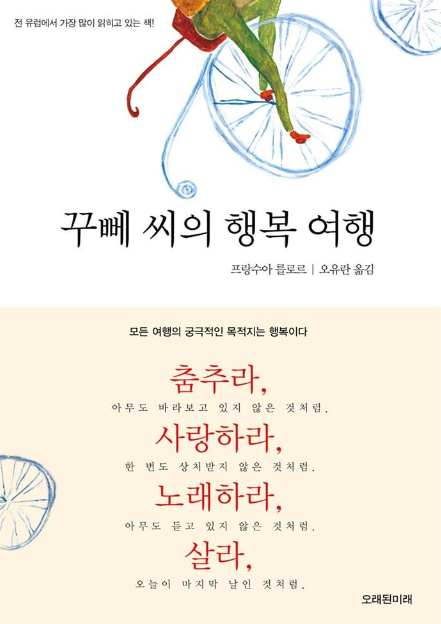 전 유럽에서 가장 많이 읽히고 있는 책!
꾸뻬 씨의 행복 여행
프랑수아 를로르 | 오유란 옮김
모든 여행의 궁극적인 목적지는 행복이다
춤추라,
아무도 바라보고 있지 않은 것처럼.
사랑하라,
한 번도 상처받지 않은 것처럼.
노래하라,
아무도 듣고 있지 않은 것처럼.
살라,
오늘이 마지막 날인 것처럼.
오래된미래